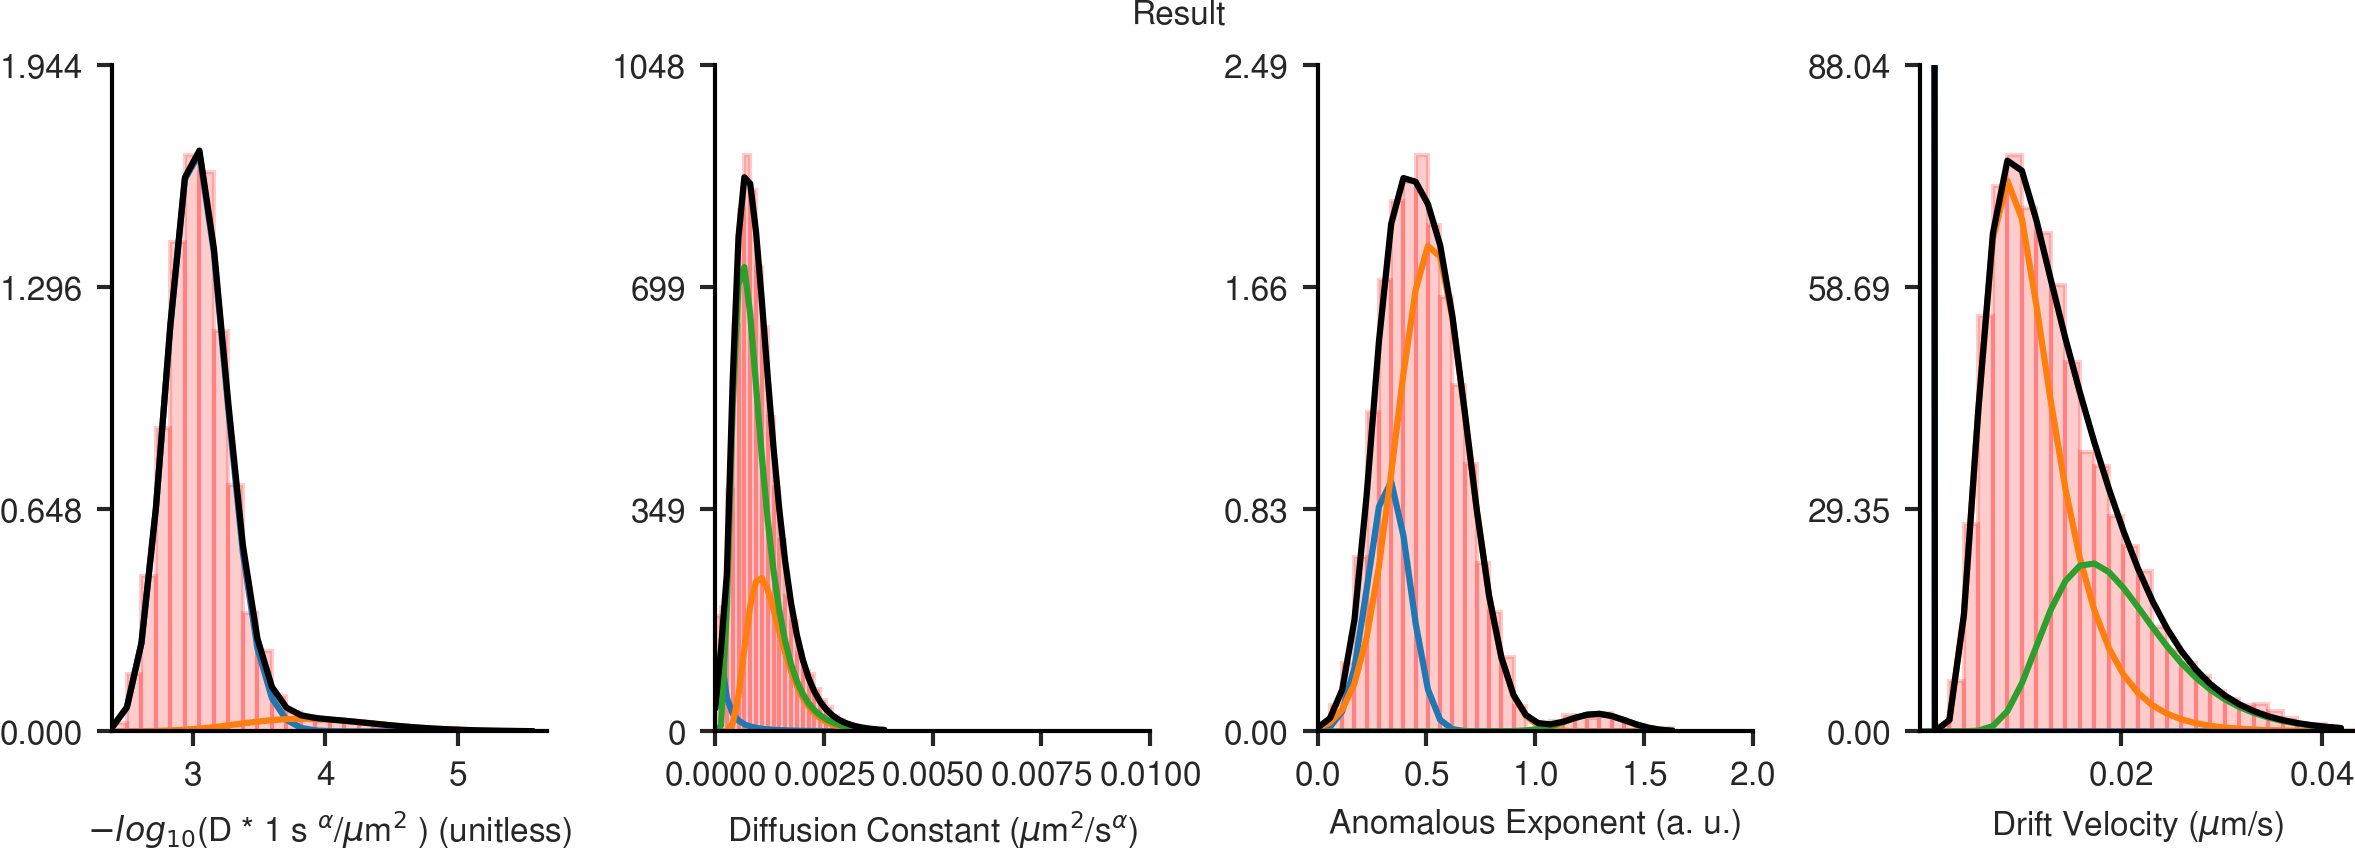 Result
1.944
1.296
0.648
0.000
3 4 5
−log₁₀(D * 1 s ᵅ/μm² ) (unitless)
1048
699
349
0
0.0000 0.0025 0.0050 0.0075 0.0100
Diffusion Constant (μm²/sᵅ)
2.49
1.66
0.83
0.00
0.0 0.5 1.0 1.5 2.0
Anomalous Exponent (a. u.)
88.04
58.69
29.35
0.00
0.02 0.04
Drift Velocity (μm/s)